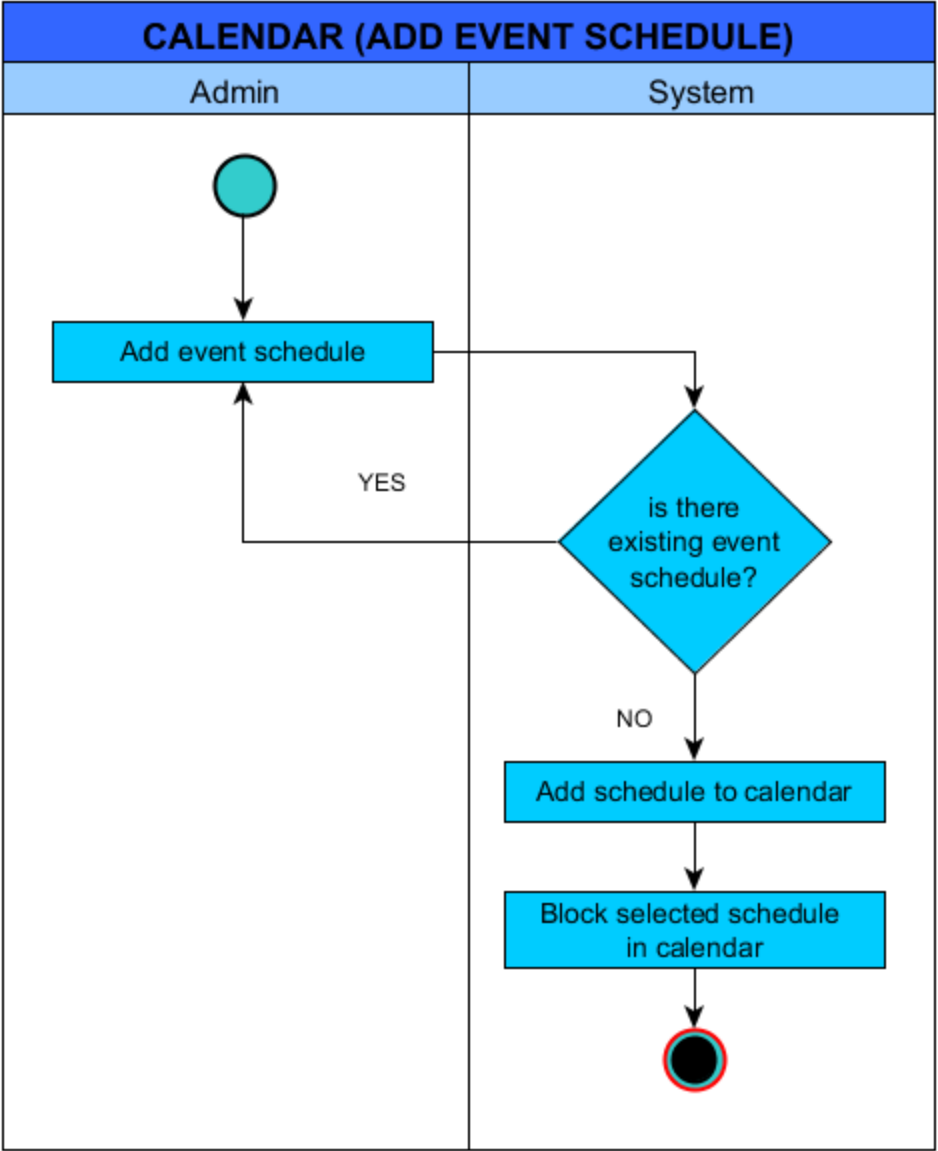 CALENDAR (ADD EVENT SCHEDULE)
Admin
System
Add event schedule
YES
is there
existing event
schedule?
NO
Add schedule to calendar
Block selected schedule
in calendar